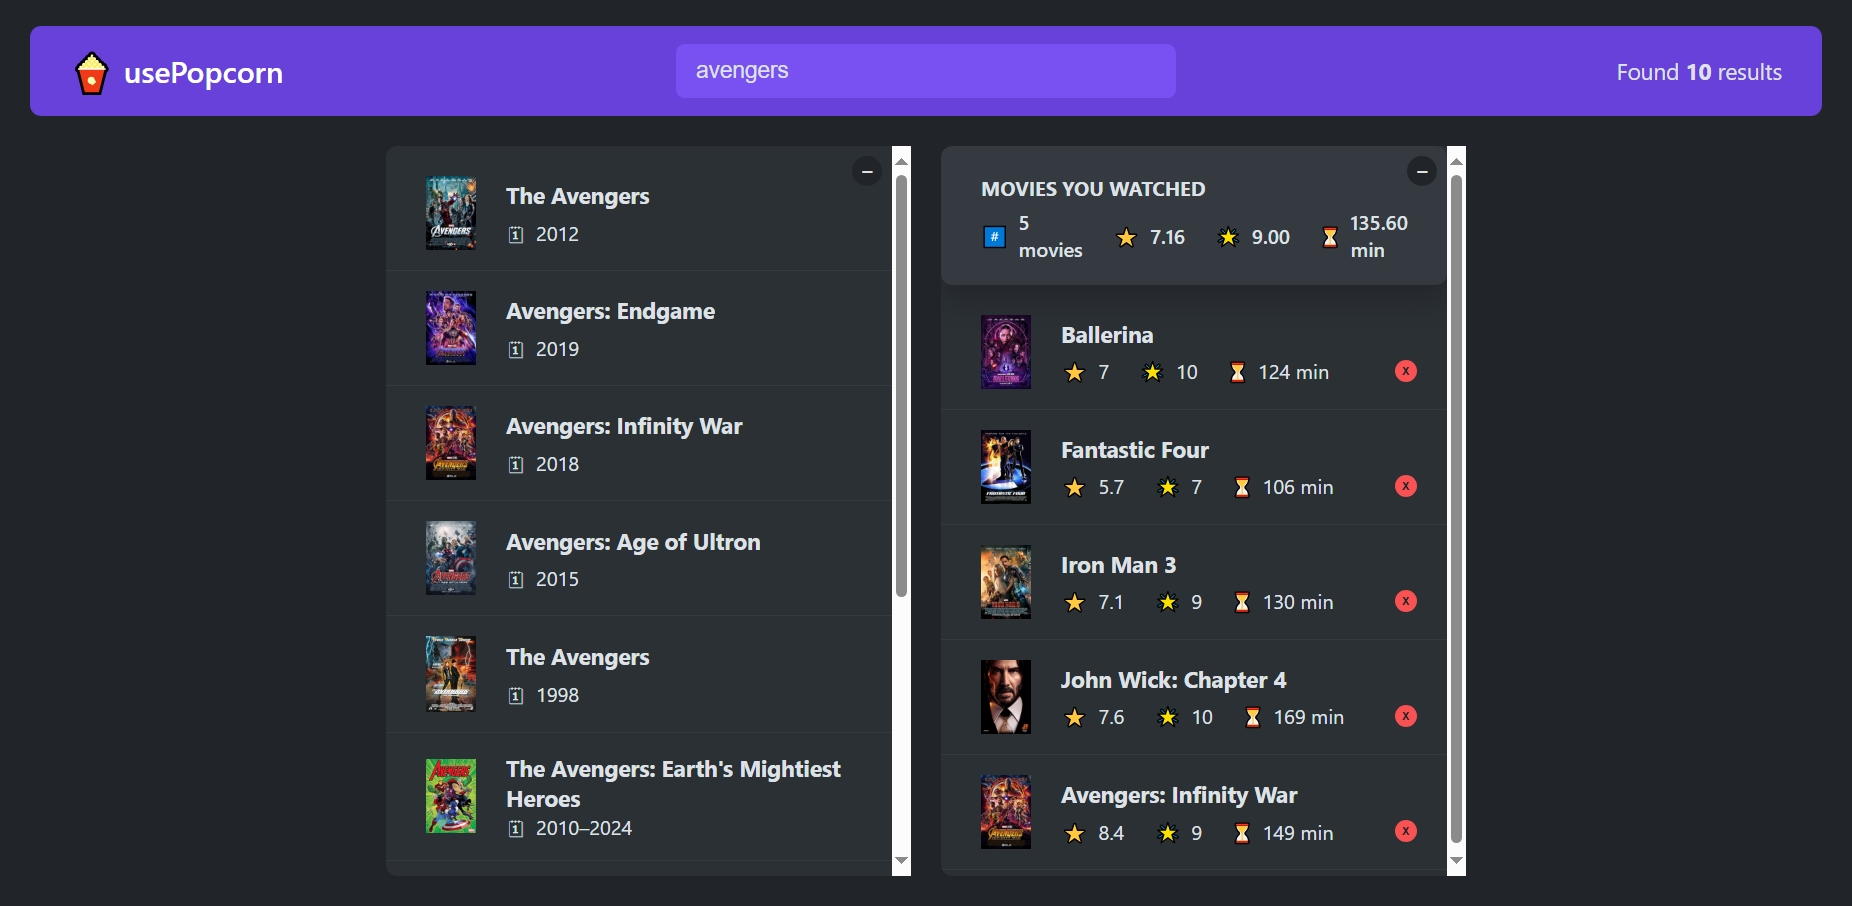 usePopcorn
avengers
Found 10 results
The Avengers
2012
Avengers: Endgame
2019
Avengers: Infinity War
2018
Avengers: Age of Ultron
2015
The Avengers
1998
The Avengers: Earth's Mightiest
Heroes
2010–2024
MOVIES YOU WATCHED
# 5 movies 7.16 9.00 135.60 min
Ballerina
7 10 124 min X
Fantastic Four
5.7 7 106 min X
Iron Man 3
7.1 9 130 min X
John Wick: Chapter 4
7.6 10 169 min X
Avengers: Infinity War
8.4 9 149 min X